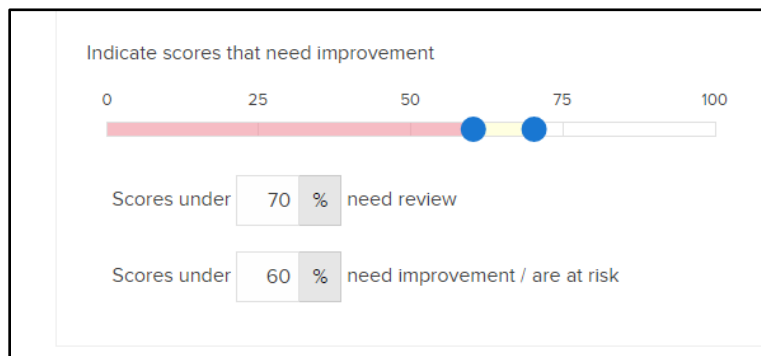 Indicate scores that need improvement
0 25 50 75 100
Scores under 70 % need review
Scores under 60 % need improvement / are at risk